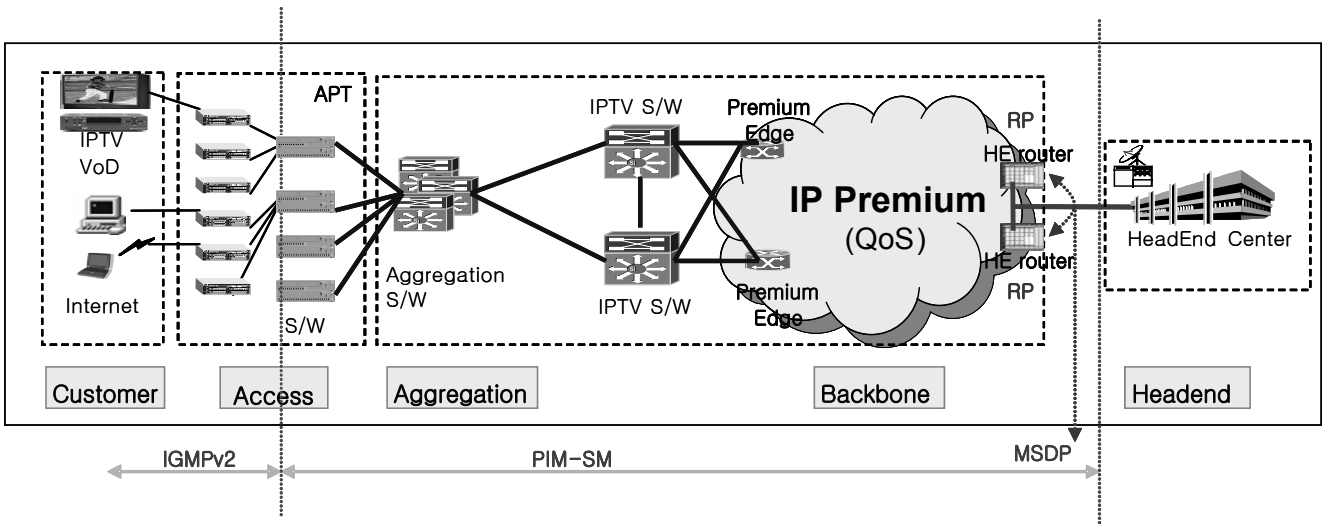 APT
IPTV
VoD
Internet
S/W
Aggregation
S/W
IPTV S/W
IPTV S/W
Premium
Edge
Premium
Edge
IP Premium
(QoS)
RP
HE router
HE router
RP
HeadEnd Center
Customer
Access
Aggregation
Backbone
Headend
IGMPv2
PIM-SM
MSDP